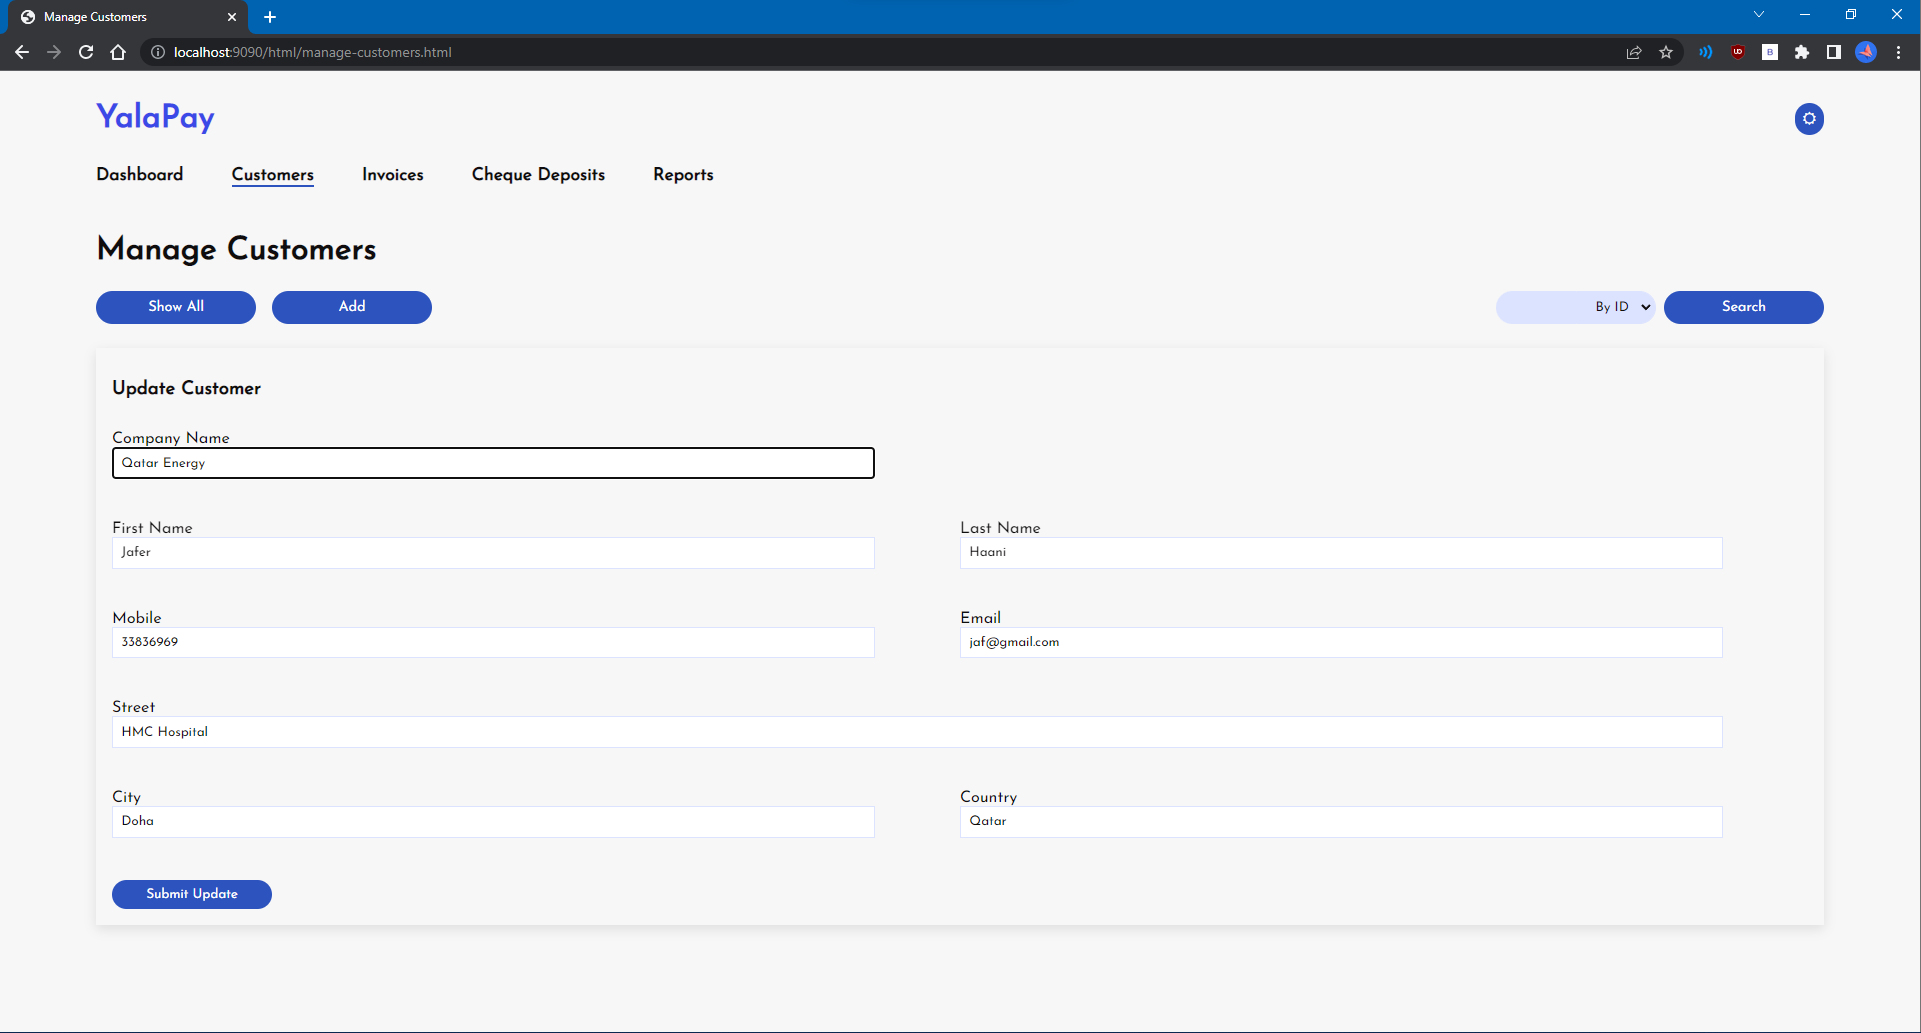 Manage Customers
localhost:9090/html/manage-customers.html
YalaPay
Dashboard Customers Invoices Cheque Deposits Reports
Manage Customers
Show All Add By ID Search
Update Customer
Company Name
Qatar Energy
First Name Last Name
Jafer Haani
Mobile Email
33836969 jaf@gmail.com
Street
HMC Hospital
City Country
Doha Qatar
Submit Update